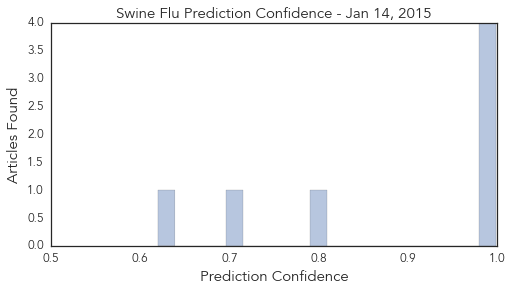 Swine Flu Prediction Confidence - Jan 14, 2015
4.0
3.5
3.0
2.5
2.0
1.5
1.0
0.5
0.0
Articles Found
0.5 0.6 0.7 0.8 0.9 1.0
Prediction Confidence